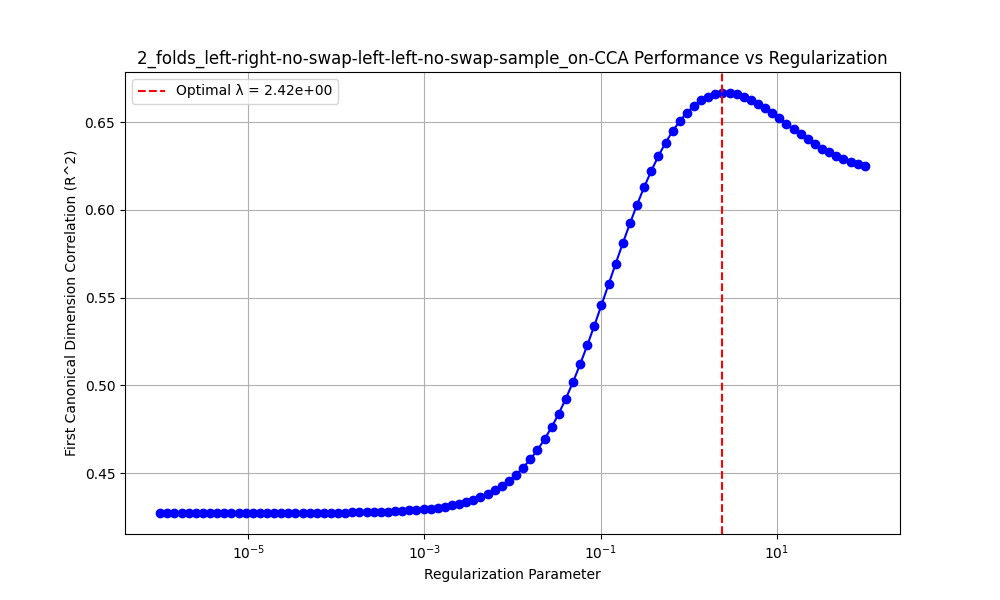 2_folds_left-right-no-swap-left-left-no-swap-sample_on-CCA Performance vs Regularization
Optimal λ = 2.42e+00
First Canonical Dimension Correlation (R^2)
0.65
0.60
0.55
0.50
0.45
10⁻⁵
10⁻³
10⁻¹
10¹
Regularization Parameter